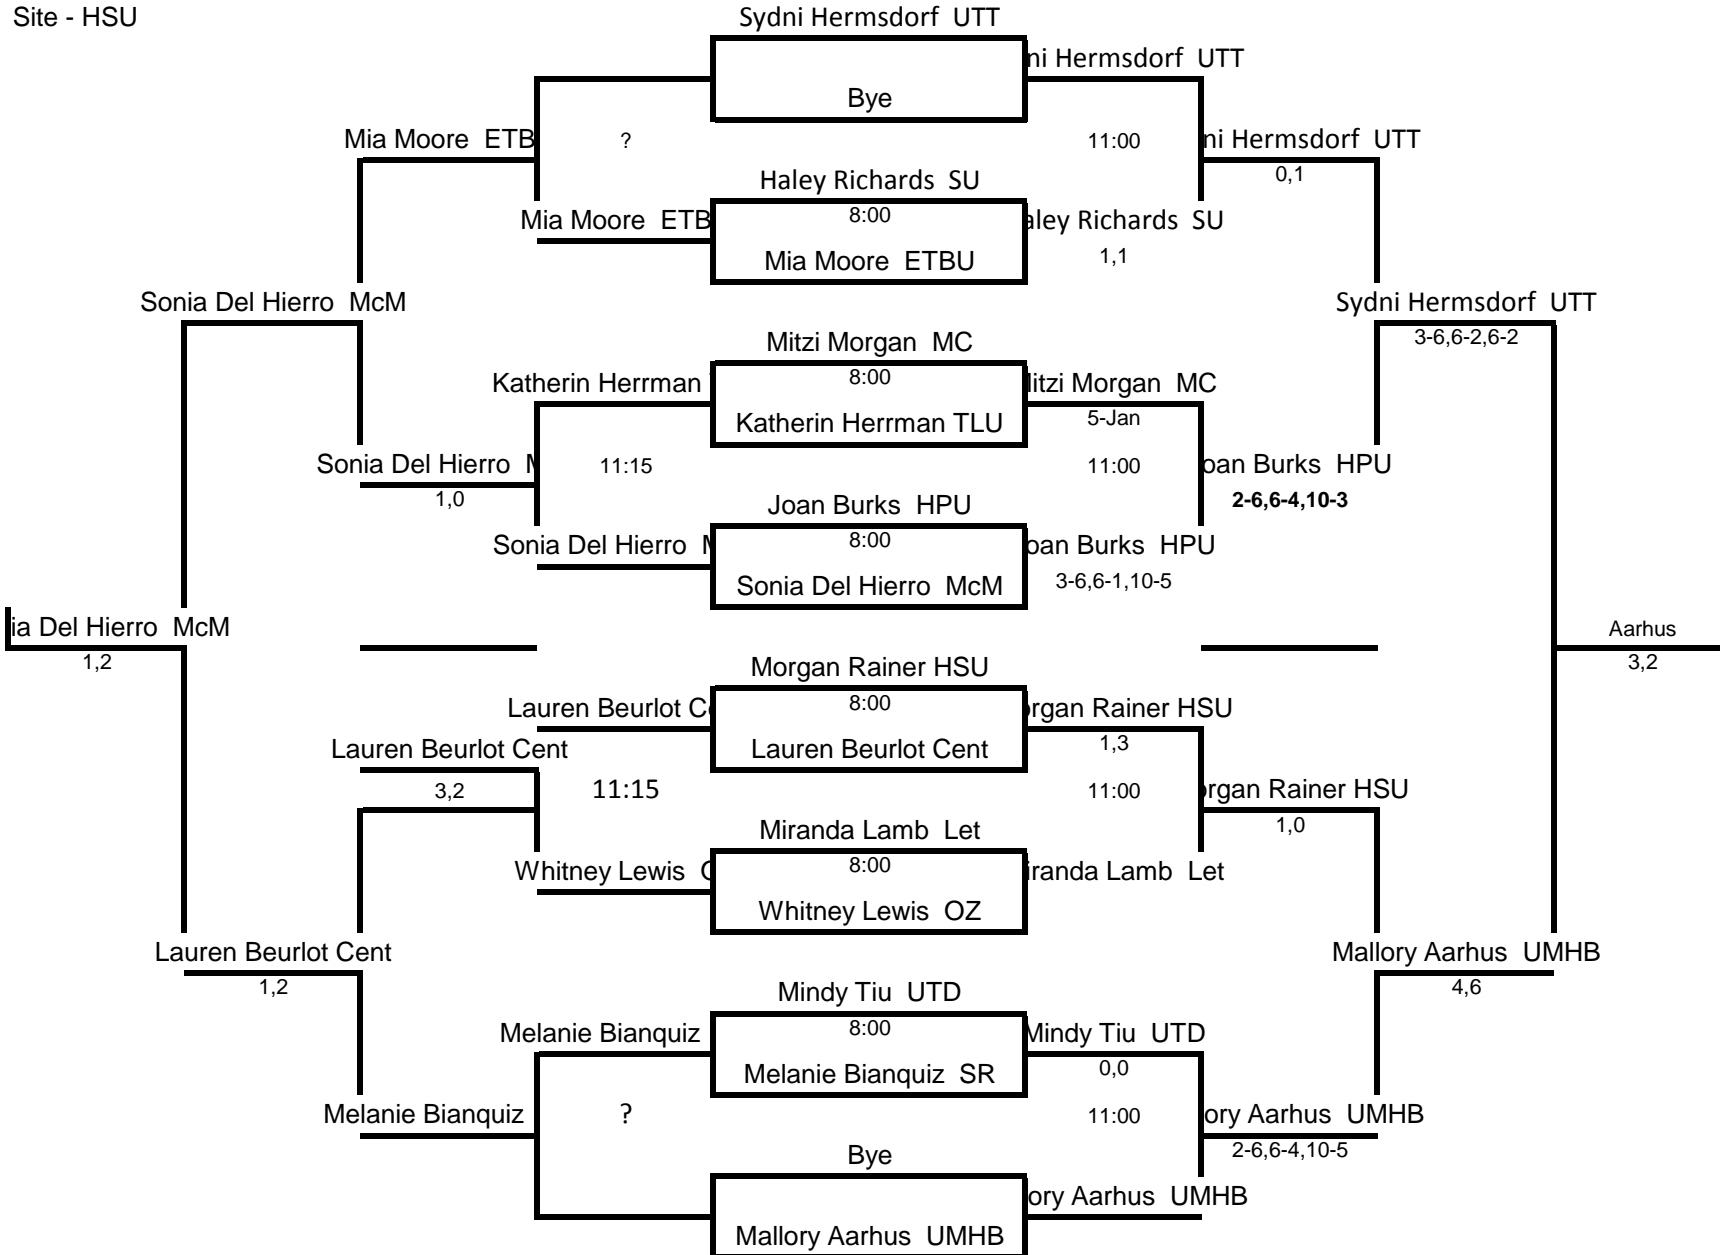 Site - HSU
Sydni Hermsdorf UTT
ni Hermsdorf UTT
Bye
Mia Moore ETB
?
11:00
ni Hermsdorf UTT
0,1
Haley Richards SU
Mia Moore ETB
8:00
aley Richards SU
Mia Moore ETBU
1,1
Sonia Del Hierro McM
Sydni Hermsdorf UTT
3-6,6-2,6-2
Mitzi Morgan MC
Katherin Herrman
8:00
litzi Morgan MC
Katherin Herrman TLU
5-Jan
Sonia Del Hierro M
11:15
11:00
oan Burks HPU
1,0
2-6,6-4,10-3
Joan Burks HPU
Sonia Del Hierro M
8:00
oan Burks HPU
Sonia Del Hierro McM
3-6,6-1,10-5
ia Del Hierro McM
Aarhus
1,2
3,2
Morgan Rainer HSU
Lauren Beurlot Ce
8:00
organ Rainer HSU
Lauren Beurlot Cent
Lauren Beurlot Cent
1,3
3,2
11:15
11:00
organ Rainer HSU
1,0
Miranda Lamb Let
Whitney Lewis O
8:00
iranda Lamb Let
Whitney Lewis OZ
Lauren Beurlot Cent
Mallory Aarhus UMHB
1,2
4,6
Mindy Tiu UTD
Melanie Bianquiz
8:00
Mindy Tiu UTD
Melanie Bianquiz SR
0,0
Melanie Bianquiz
?
11:00
ory Aarhus UMHB
2-6,6-4,10-5
Bye
ory Aarhus UMHB
Mallory Aarhus UMHB